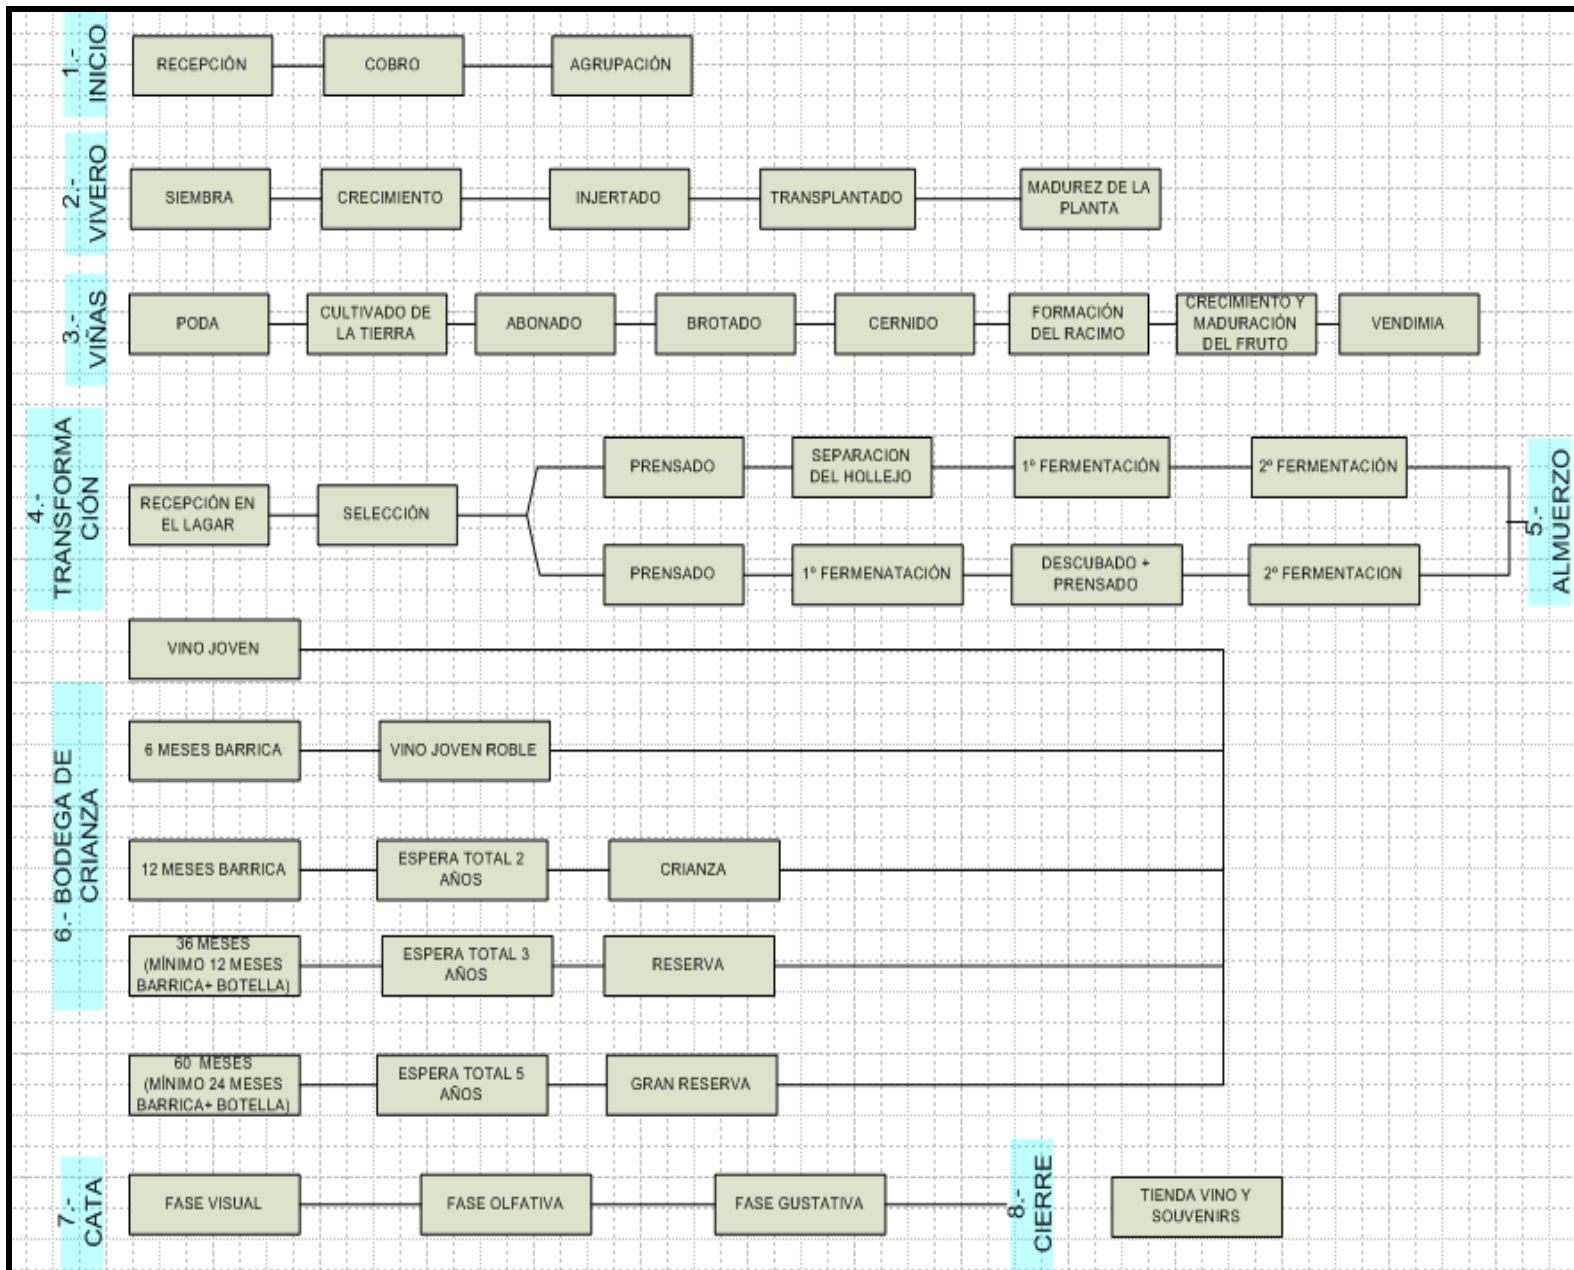 1.-
INICIO
RECEPCIÓN
COBRO
AGRUPACIÓN
2.-
VIVERO
SIEMBRA
CRECIMIENTO
INJERTADO
TRANSPLANTADO
MADUREZ DE LA
PLANTA
3.-
VIÑAS
PODA
CULTIVADO DE
LA TIERRA
ABONADO
BROTADO
CERNIDO
FORMACIÓN
DEL RACIMO
CRECIMIENTO Y
MADURACIÓN
DEL FRUTO
VENDIMIA
4.-
TRANSFORMA
CIÓN
RECEPCIÓN EN
EL LAGAR
SELECCIÓN
PRENSADO
SEPARACION
DEL HOLLEJO
1º FERMENTACIÓN
2º FERMENTACIÓN
PRENSADO
1º FERMENATACIÓN
DESCUBADO +
PRENSADO
2º FERMENTACION
5.-
ALMUERZO
VINO JOVEN
6.- BODEGA DE
CRIANZA
6 MESES BARRICA
VINO JOVEN ROBLE
12 MESES BARRICA
ESPERA TOTAL 2
AÑOS
CRIANZA
36 MESES
(MÍNIMO 12 MESES
BARRICA+ BOTELLA)
ESPERA TOTAL 3
AÑOS
RESERVA
60 MESES
(MÍNIMO 24 MESES
BARRICA+ BOTELLA)
ESPERA TOTAL 5
AÑOS
GRAN RESERVA
7.-
CATA
FASE VISUAL
FASE OLFATIVA
FASE GUSTATIVA
8.-
CIERRE
TIENDA VINO Y
SOUVENIRS